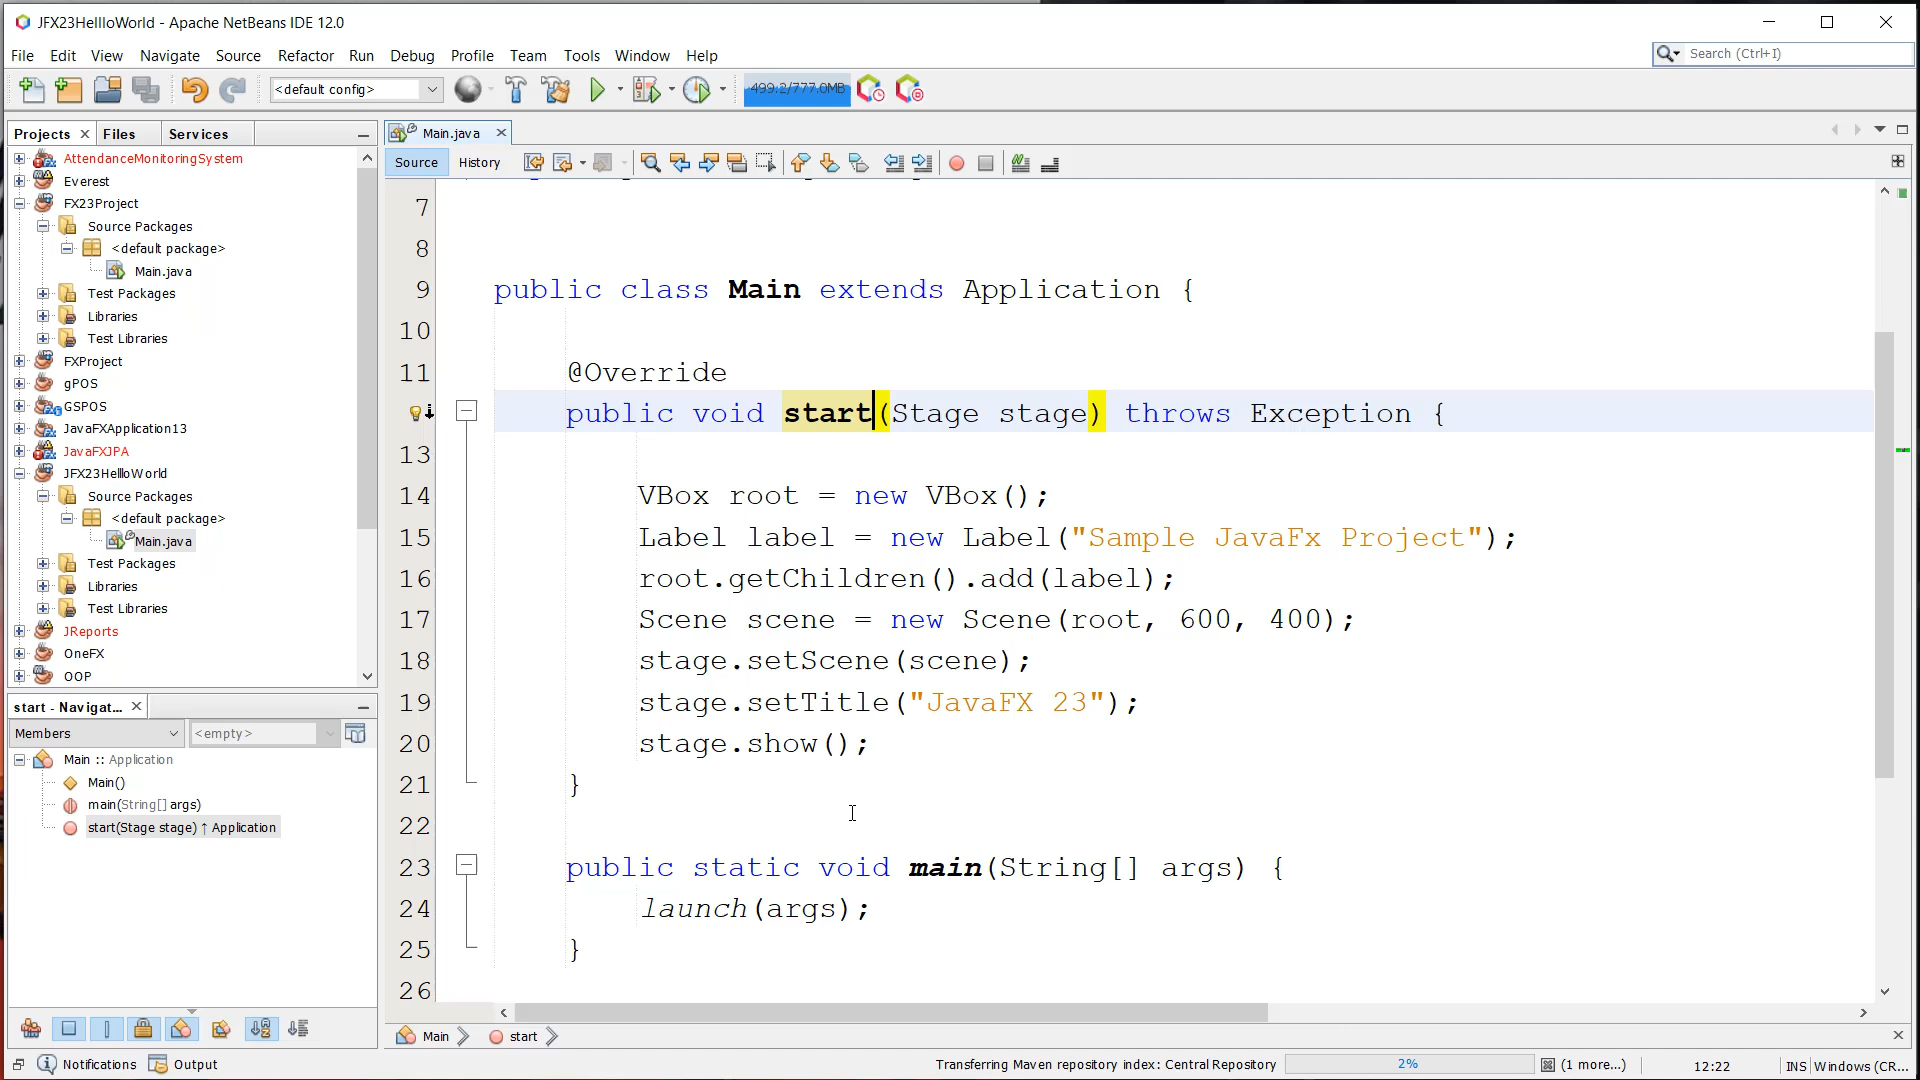 JFX23HellloWorld - Apache NetBeans IDE 12.0
File Edit View Navigate Source Refactor Run Debug Profile Team Tools Window Help
Search (Ctrl+I)
<default config>
499.2/777.0MB
Projects Files Services
Main.java
Source History
AttendanceMonitoringSystem
Everest
FX23Project
Source Packages
<default package>
Main.java
Test Packages
Libraries
Test Libraries
FXProject
gPOS
GSPOS
JavaFXApplication13
JavaFXJPA
JFX23HellloWorld
Source Packages
<default package>
Main.java
Test Packages
Libraries
Test Libraries
JReports
OneFX
OOP
7
8
9 public class Main extends Application {
10
11 @Override
public void start(Stage stage) throws Exception {
13
14 VBox root = new VBox();
15 Label label = new Label("Sample JavaFx Project");
16 root.getChildren().add(label);
17 Scene scene = new Scene(root, 600, 400);
18 stage.setScene(scene);
19 stage.setTitle("JavaFX 23");
20 stage.show();
21 }
22
23 public static void main(String[] args) {
24 launch(args);
25 }
26
start - Navigat...
Members <empty>
Main :: Application
Main()
main(String[] args)
start(Stage stage) ↑ Application
Main start
Notifications Output
Transferring Maven repository index: Central Repository 2% (1 more...) 12:22 INS Windows (CR...